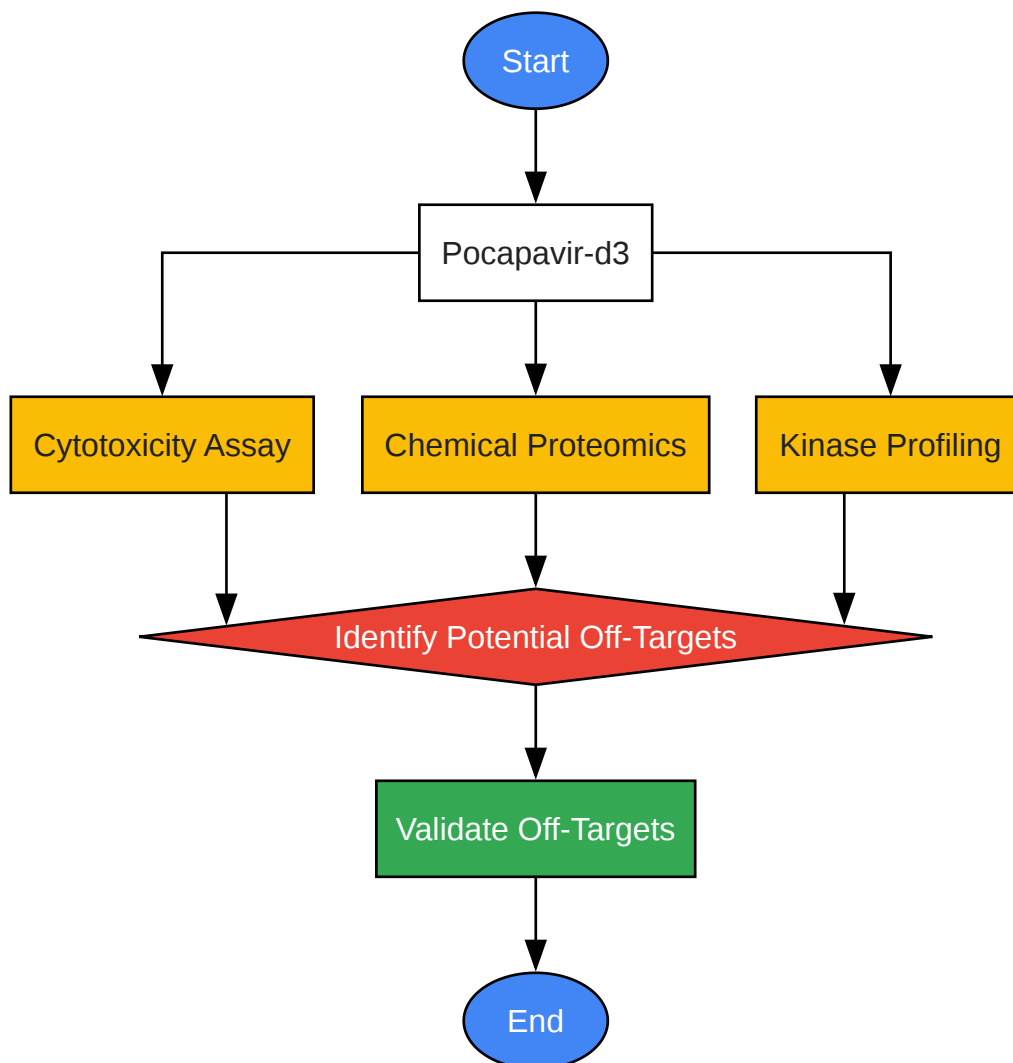 Start
Pocapavir-d3
Cytotoxicity Assay
Chemical Proteomics
Kinase Profiling
Identify Potential Off-Targets
Validate Off-Targets
End